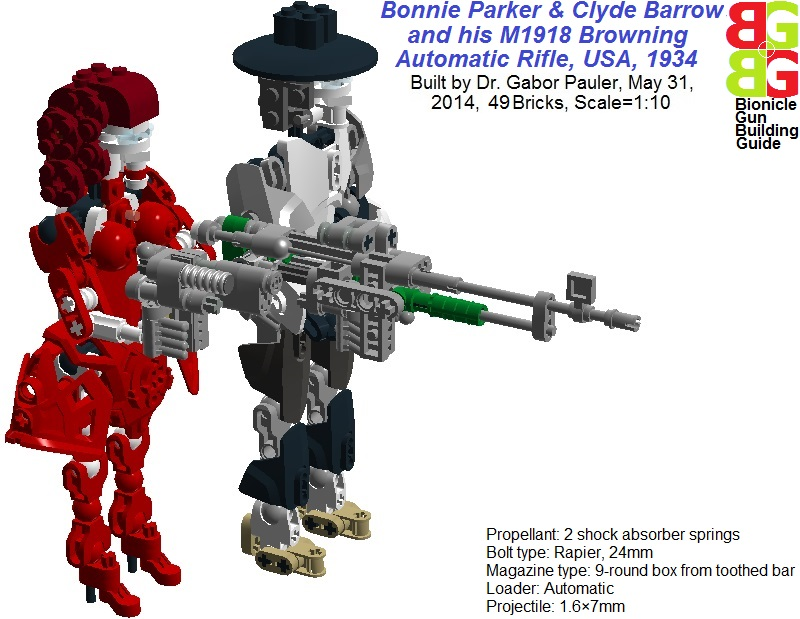 Bonnie Parker & Clyde Barrow
and his M1918 Browning
Automatic Rifle, USA, 1934
Built by Dr. Gabor Pauler, May 31,
2014, 49 Bricks, Scale=1:10
BG
BG
Bionicle
Gun
Building
Guide
Propellant: 2 shock absorber springs
Bolt type: Rapier, 24mm
Magazine type: 9-round box from toothed bar
Loader: Automatic
Projectile: 1.6×7mm